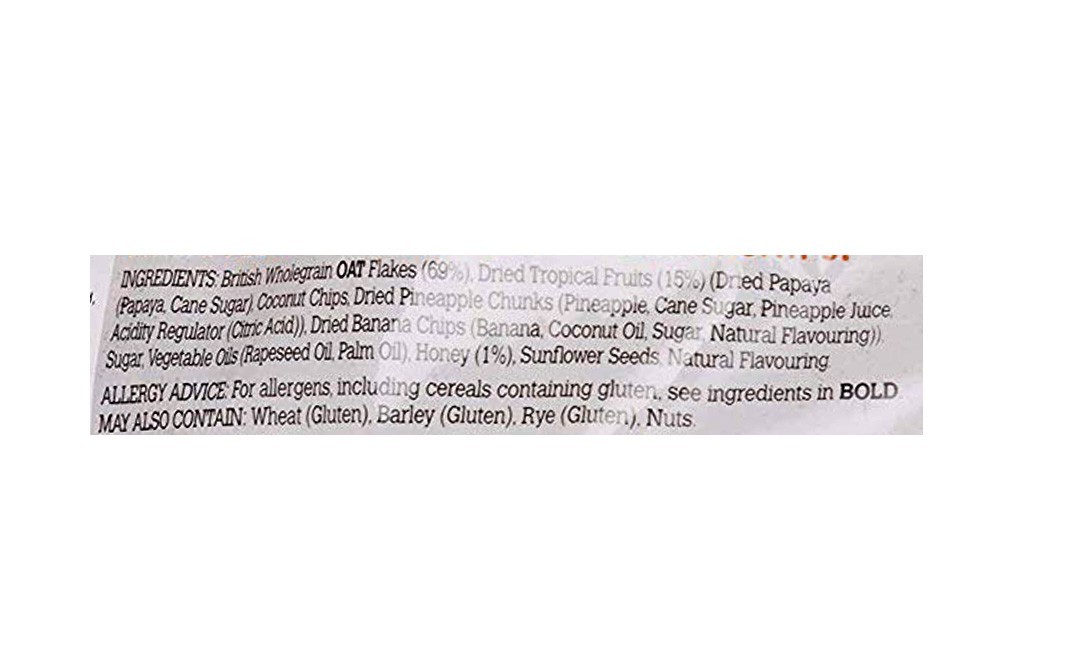 INGREDIENTS: British Wholegrain OAT Flakes (69%), Dried Tropical Fruits (15%) (Dried Papaya
(Papaya, Cane Sugar), Coconut Chips, Dried Pineapple Chunks (Pineapple, Cane Sugar, Pineapple Juice,
Acidity Regulator (Citric Acid)), Dried Banana Chips (Banana, Coconut Oil, Sugar, Natural Flavouring)),
Sugar, Vegetable Oils (Rapeseed Oil, Palm Oil), Honey (1%), Sunflower Seeds, Natural Flavouring.
ALLERGY ADVICE: For allergens, including cereals containing gluten, see ingredients in BOLD.
MAY ALSO CONTAIN: Wheat (Gluten), Barley (Gluten), Rye (Gluten), Nuts.